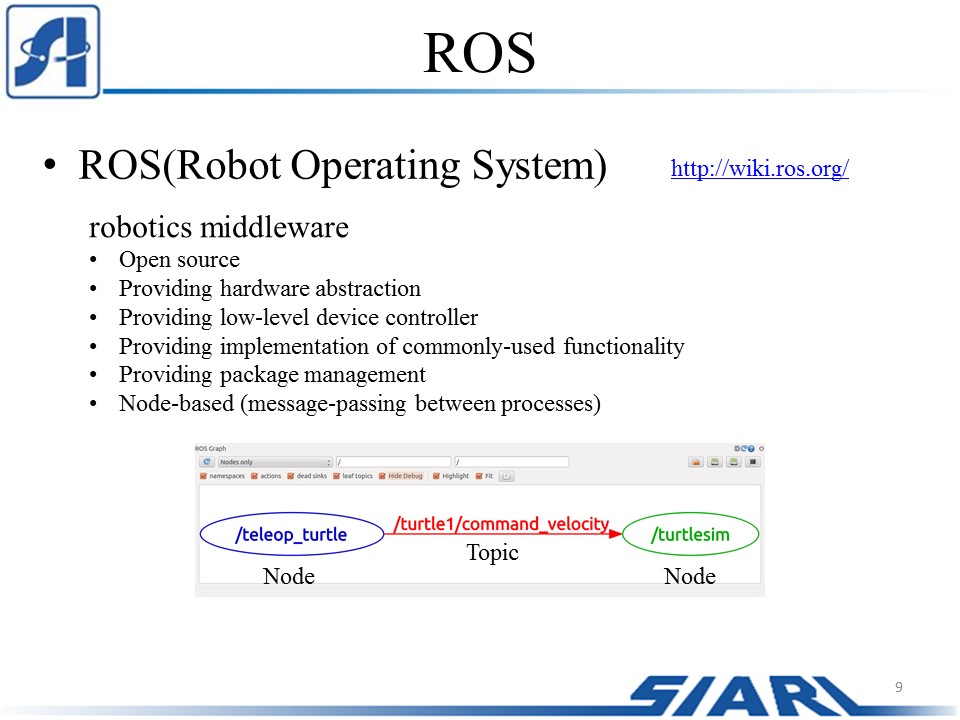 ROS
• ROS(Robot Operating System) http://wiki.ros.org/
robotics middleware
• Open source
• Providing hardware abstraction
• Providing low-level device controller
• Providing implementation of commonly-used functionality
• Providing package management
• Node-based (message-passing between processes)
ROS Graph
Nodes only / /
namespaces actions dead sinks leaf topics Hide Debug Highlight Fit
/teleop_turtle /turtle1/command_velocity /turtlesim
Topic
Node Node
9